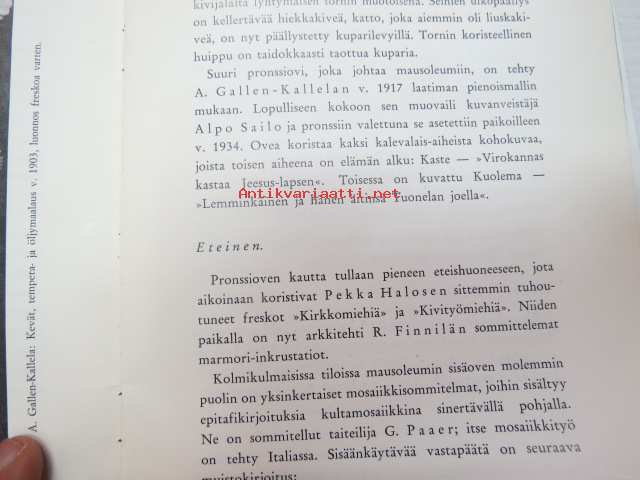 kivijalalta lyhtymäisen tornin muotoisena. Seinien ulkopäällys
on kellertävää hiekkakiveä, katto, joka aiemmin oli liuskaki-
veä, on nyt päällystetty kuparilevyillä. Tornin koristeellinen
huippu on taidokkaasti taottua kuparia.
Suuri pronssiovi, joka johtaa mausoleumiin, on tehty
A. Gallen-Kallelan v. 1917 laatiman pienoismallin
mukaan. Lopulliseen kokoon sen muovaili kuvanveistäjä
Alpo Sailo ja pronssiin valettuna se asetettiin paikoilleen
v. 1934. Ovea koristaa kaksi kalevalais-aiheista kohokuvaa,
joista toisen aiheena on elämän alku: Kaste — »Virokannas
kastaa Jeesus-lapsen«. Toisessa on kuvattu Kuolema —
»Lemminkäinen ja hänen äitinsä Tuonelan joella«.
Antikvariaatti.net
Eteinen.
Pronssioven kautta tullaan pieneen eteishuoneeseen, jota
aikoinaan koristivat Pekka Halosen sittemmin tuhou-
tuneet freskot »Kirkkomiehiä» ja »Kivityömiehiä». Niiden
paikalla on nyt arkkitehti R. Finnilän sommittelemat
marmori-inkrustatiot.
Kolmikulmaisissa tiloissa mausoleumin sisäoven molemmin
puolin on yksinkertaiset mosaiikkisommitelmat, joihin sisältyy
epitafikirjoituksia kultamosaiikkina sinertävällä pohjalla.
Ne on sommitellut taiteilija G. Paaer; itse mosaiikkityö
on tehty Italiassa. Sisäänkäytävää vastapäätä on seuraava
muistokirjoitus:
A. Gallen-Kallela: Kevät, tempera- ja öljymaalaus v. 1903, luonnos freskoa varten.